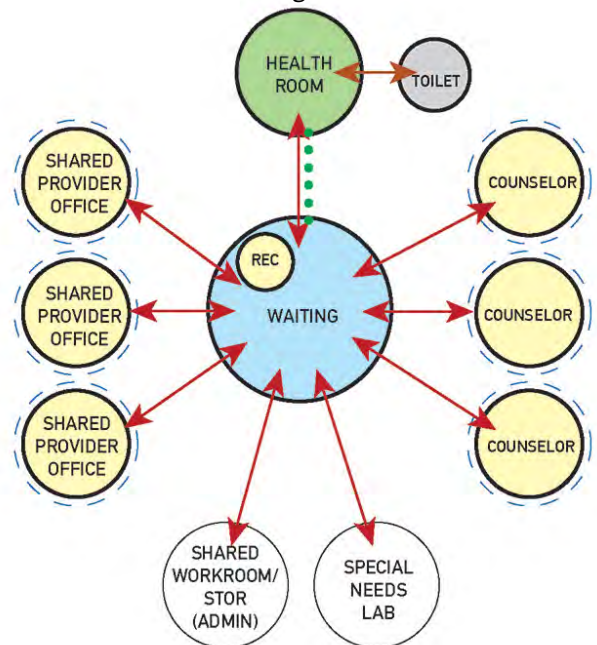 HEALTH
ROOM
TOILET
SHARED
PROVIDER
OFFICE
COUNSELOR
REC
SHARED
PROVIDER
OFFICE
WAITING
COUNSELOR
SHARED
PROVIDER
OFFICE
COUNSELOR
SHARED
WORKROOM/
STOR
(ADMIN)
SPECIAL
NEEDS
LAB